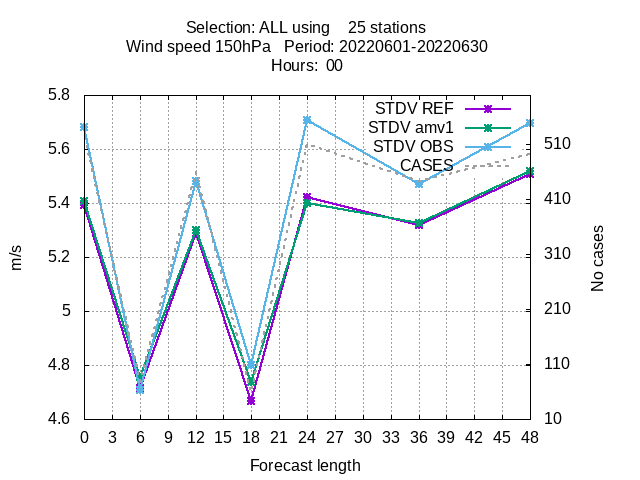 Selection: ALL using    25 stations
Wind speed 150hPa   Period: 20220601-20220630
Hours:  00
5.8
5.6
5.4
5.2
5
4.8
4.6
m/s
STDV REF
STDV amv1
STDV OBS
CASES
510
410
310
210
110
10
No cases
0 3 6 9 12 15 18 21 24 27 30 33 36 39 42 45 48
Forecast length